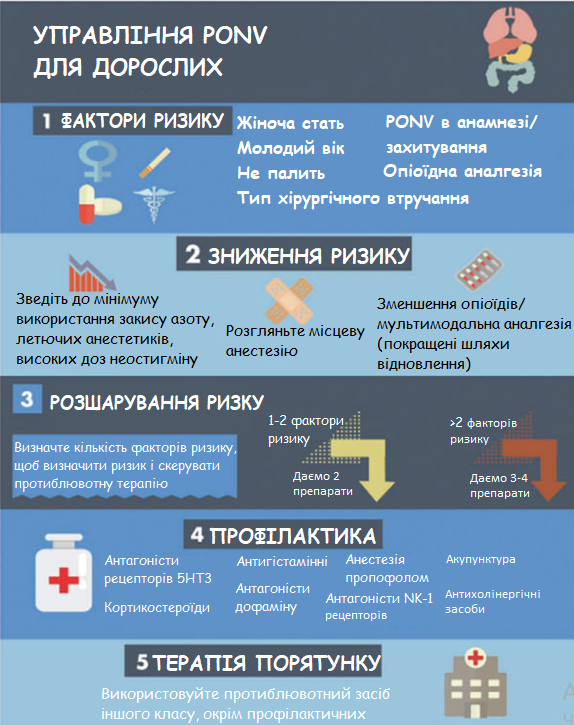 УПРАВЛІННЯ PONV
ДЛЯ ДОРОСЛИХ
1 ФАКТОРИ РИЗИКУ
Жіноча стать
Молодий вік
Не палить
Тип хірургічного втручання
PONV в анамнезі/
захитування
Опіоїдна аналгезія
2 ЗНИЖЕННЯ РИЗИКУ
Зведіть до мінімуму
використання закису азоту,
летючих анестетиків,
високих доз неостигміну
Розгляньте місцеву
анестезію
Зменшення опіоїдів/
мультимодальна аналгезія
(покращені шляхи
відновлення)
3 РОЗШАРУВАННЯ РИЗКУ
Визначте кількість факторів ризику,
щоб визначити ризик і скерувати
протиблювотну терапію
1-2 фактори
ризику
Даємо 2
препарати
>2 факторів
ризику
Даємо 3-4
препарати
4 ПРОФІЛАКТИКА
Антагоністи
рецепторів 5HT3
Кортикостероїди
Антигістамінні
Антагоністи
дофаміну
Анестезія
пропофолом
Антагоністи NK-1
рецепторів
Акупунктура
Антихолінергічні
засоби
5 ТЕРАПІЯ ПОРЯТУНКУ
Використовуйте протиблювотний засіб
іншого класу, окрім профілактичних